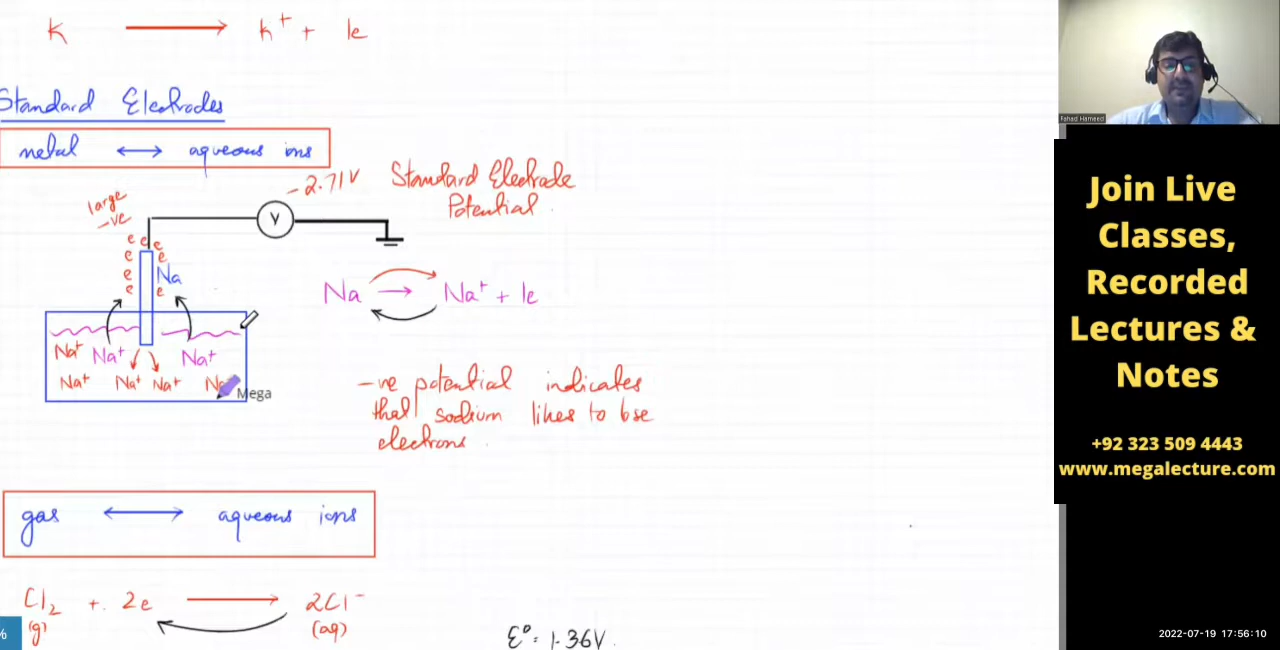 K ⟶ K⁺ + 1e
Standard Electrodes
metal ⟷ aqueous ions
large
-ve
-2.71V
Standard Electrode
Potential.
V
e e e
e e
e Na
e e
Na ⟶ Na⁺ + 1e
Na⁺ Na⁺ Na⁺
Na⁺ Na⁺ Na⁺
Mega
-ve potential indicates
that sodium likes to lose
electrons.
gas ⟷ aqueous ions
Cl₂ + 2e ⟶ 2Cl⁻
(g) (aq)
E° = 1.36V.
%
Fahad Hameed
Join Live
Classes,
Recorded
Lectures &
Notes
+92 323 509 4443
www.megalecture.com
2022-07-19 17:56:10